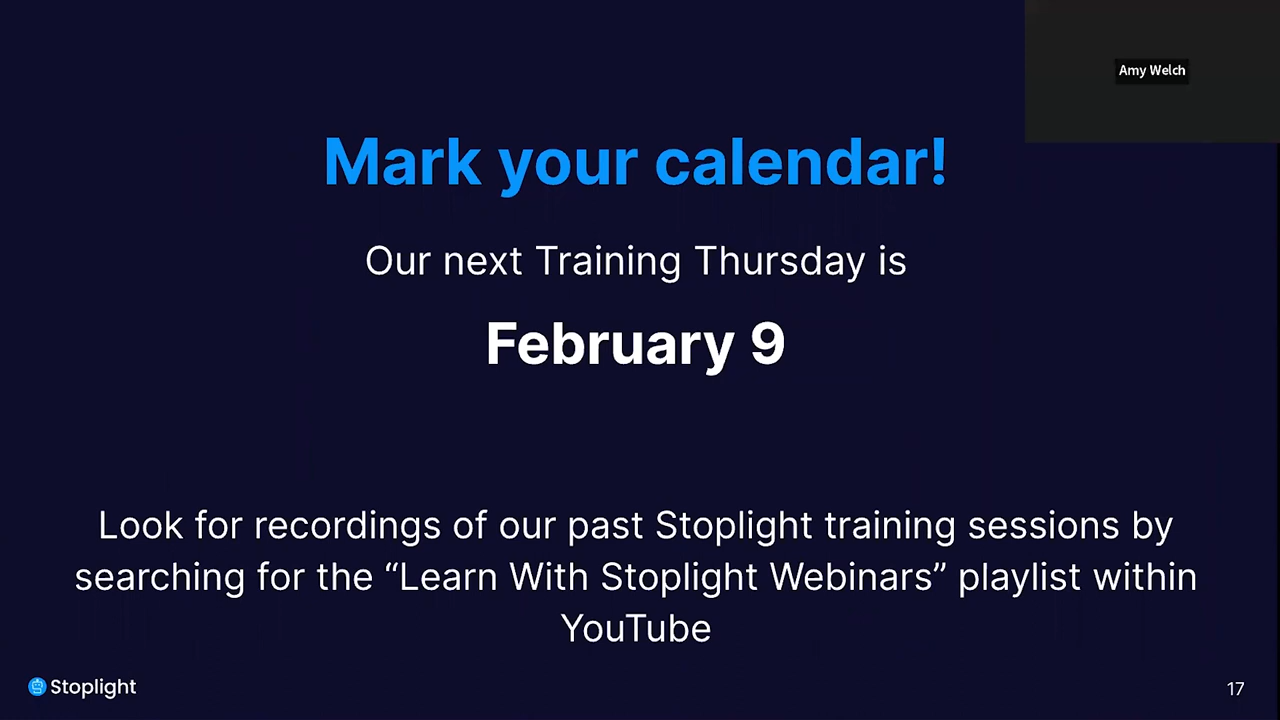 Amy Welch
Mark your calendar!
Our next Training Thursday is
February 9
Look for recordings of our past Stoplight training sessions by
searching for the “Learn With Stoplight Webinars” playlist within
YouTube
Stoplight
17